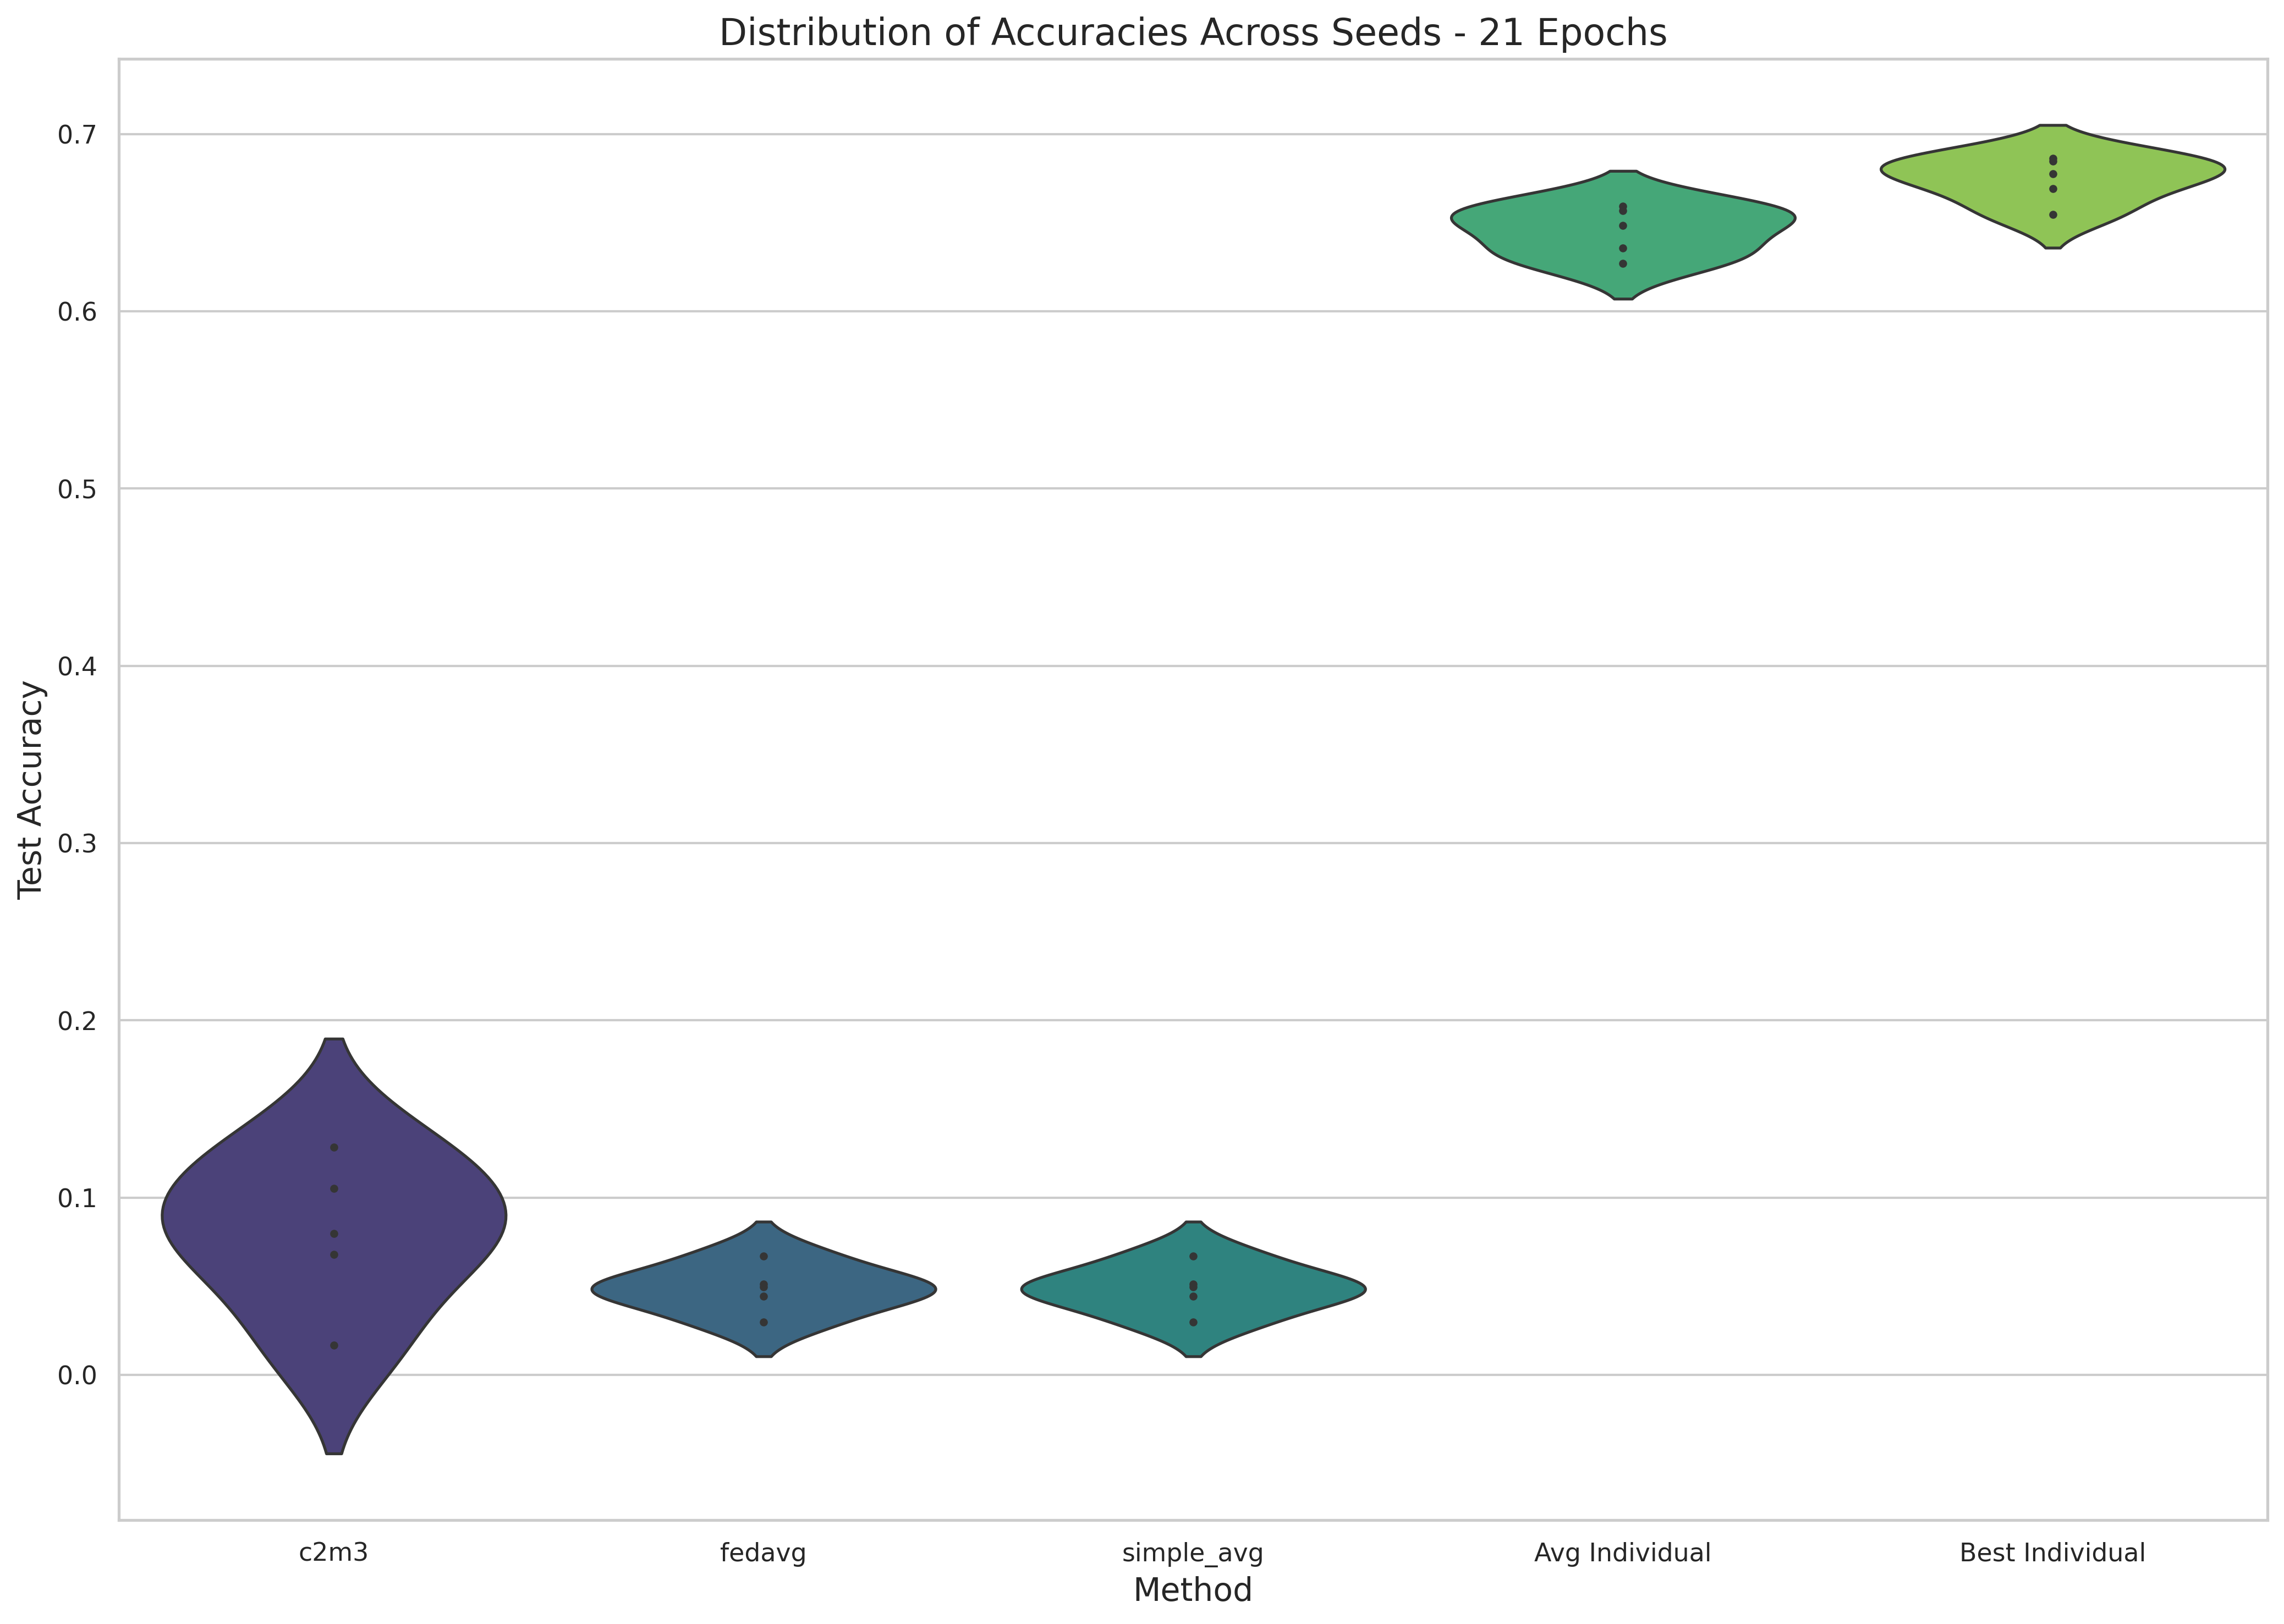 Distribution of Accuracies Across Seeds - 21 Epochs
0.7
0.6
0.5
0.4
0.3
0.2
0.1
0.0
Test Accuracy
c2m3 fedavg simple_avg Avg Individual Best Individual
Method